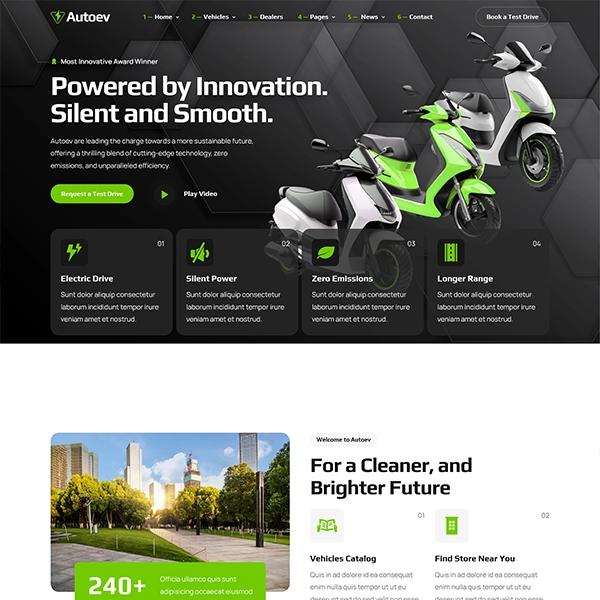 Autoev
1 — Home
2 — Vehicles
3 — Dealers
4 — Pages
5 — News
6 — Contact
Book a Test Drive
Most Innovative Award Winner
Powered by Innovation.
Silent and Smooth.
Autoev are leading the charge towards a more sustainable future,
offering a thrilling blend of cutting-edge technology, zero
emissions, and unparalleled efficiency.
Request a Test Drive
Play Video
01
Electric Drive
Sunt dolor aliquip consectetur
laborum incididunt tempor irure
veniam amet et nostrud.
02
Silent Power
Sunt dolor aliquip consectetur
laborum incididunt tempor irure
veniam amet et nostrud.
03
Zero Emissions
Sunt dolor aliquip consectetur
laborum incididunt tempor irure
veniam amet et nostrud.
04
Longer Range
Sunt dolor aliquip consectetur
laborum incididunt tempor irure
veniam amet et nostrud.
Welcome to Autoev
For a Cleaner, and
Brighter Future
01
Vehicles Catalog
Quis in ad dolore id ea consequat
enim nulla quis tempor ut ut ea
02
Find Store Near You
Quis in ad dolore id ea consequat
enim nulla quis tempor ut ut ea
240+
Officia ullamco quis sunt
adipisicing occaecat eiusmod